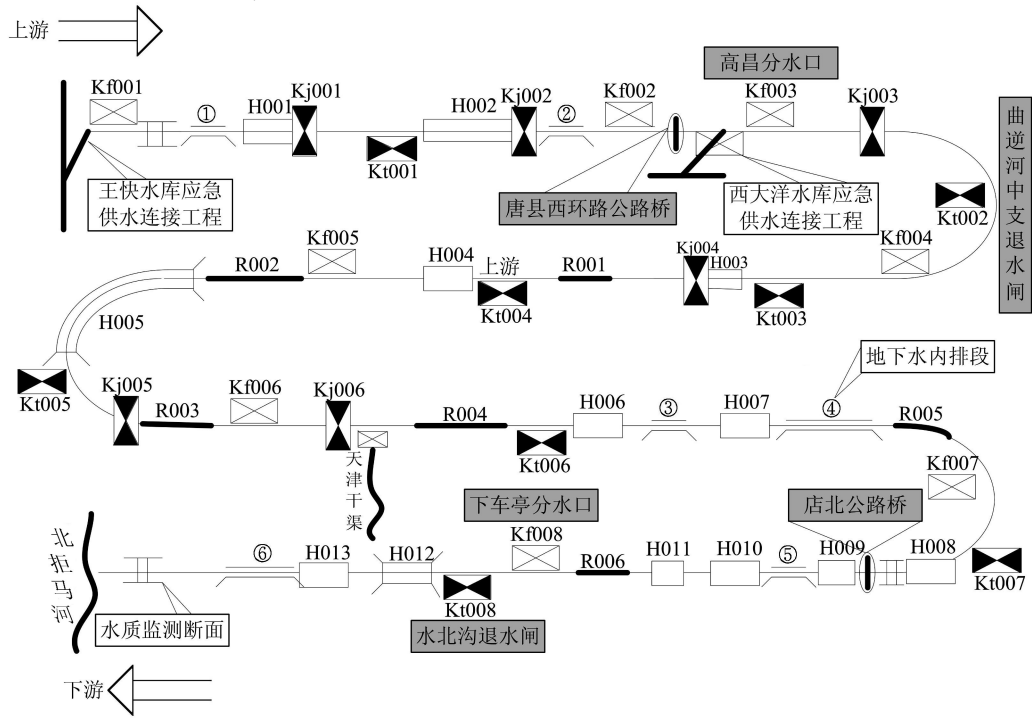 上游
高昌分水口
Kf001
①
H001
Kj001
H002
Kj002
②
Kf002
Kf003
Kj003
Kt001
Kt002
曲逆河中支退水闸
王快水库应急
供水连接工程
唐县西环路公路桥
西大洋水库应急
供水连接工程
R002
Kf005
H004
上游
R001
Kj004
H003
Kf004
Kt004
Kt003
H005
Kt005
地下水内排段
Kj005
R003
Kf006
Kj006
R004
H006
③
H007
④
R005
Kt006
天津干渠
Kf007
下车亭分水口
店北公路桥
北拒马河
⑥
H013
H012
Kf008
R006
H011
H010
⑤
H009
H008
Kt007
Kt008
水质监测断面
水北沟退水闸
下游